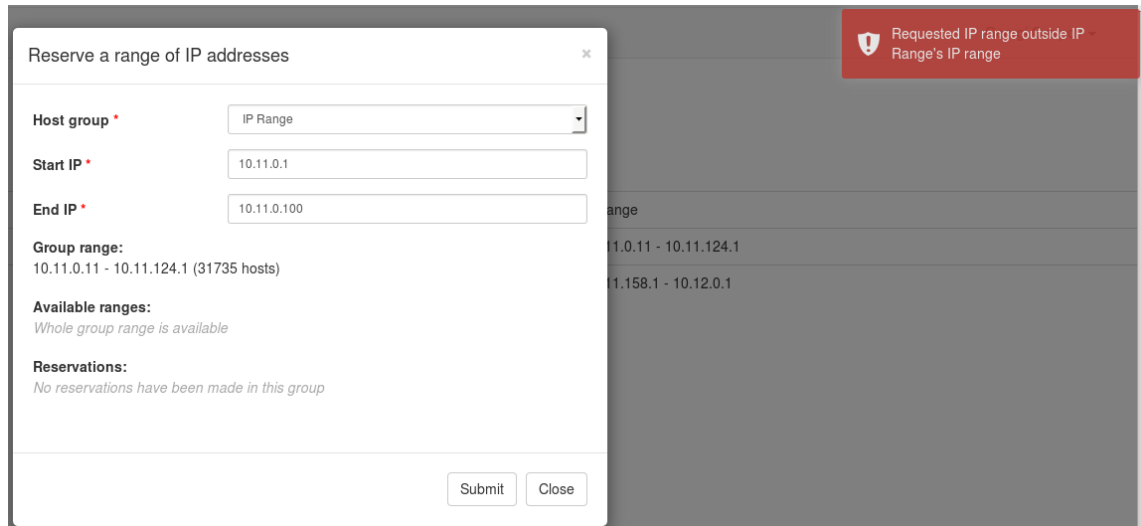 Reserve a range of IP addresses ×
Requested IP range outside IP
Range's IP range
Host group * IP Range
Start IP * 10.11.0.1
End IP * 10.11.0.100
ange
Group range:
10.11.0.11 - 10.11.124.1 (31735 hosts)
11.0.11 - 10.11.124.1
11.158.1 - 10.12.0.1
Available ranges:
Whole group range is available
Reservations:
No reservations have been made in this group
Submit Close